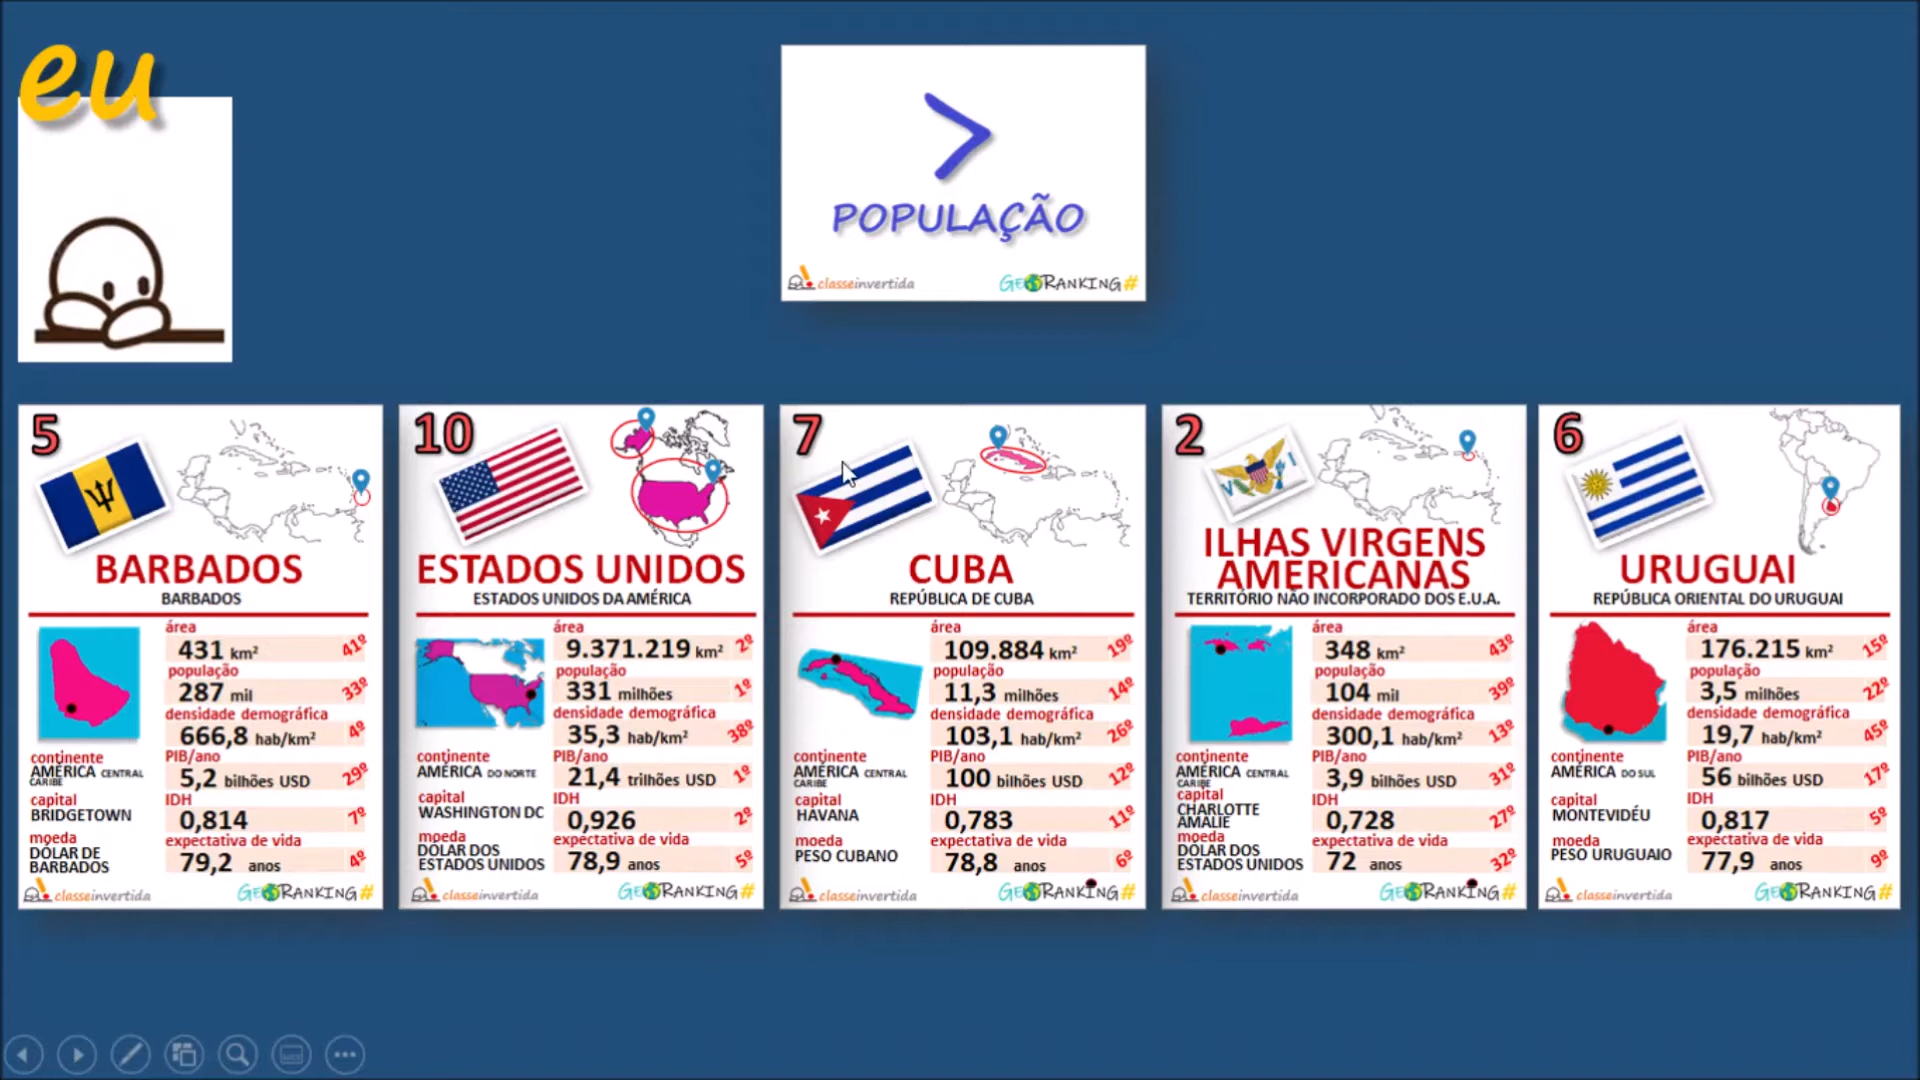 eu
>
POPULAÇÃO
classeinvertida
GEORANKING#
5
BARBADOS
BARBADOS
área
431 km² 41º
população
287 mil 33º
densidade demográfica
666,8 hab/km² 4º
PIB/ano
5,2 bilhões USD 29º
IDH
0,814 7º
expectativa de vida
79,2 anos 4º
continente
AMÉRICA CENTRAL
CARIBE
capital
BRIDGETOWN
moeda
DÓLAR DE
BARBADOS
classeinvertida
GEORANKING#
10
ESTADOS UNIDOS
ESTADOS UNIDOS DA AMÉRICA
área
9.371.219 km² 2º
população
331 milhões 1º
densidade demográfica
35,3 hab/km² 38º
PIB/ano
21,4 trilhões USD 1º
IDH
0,926 2º
expectativa de vida
78,9 anos 5º
continente
AMÉRICA DO NORTE
capital
WASHINGTON DC
moeda
DÓLAR DOS
ESTADOS UNIDOS
classeinvertida
GEORANKING#
7
CUBA
REPÚBLICA DE CUBA
área
109.884 km² 19º
população
11,3 milhões 14º
densidade demográfica
103,1 hab/km² 26º
PIB/ano
100 bilhões USD 12º
IDH
0,783 11º
expectativa de vida
78,8 anos 6º
continente
AMÉRICA CENTRAL
CARIBE
capital
HAVANA
moeda
PESO CUBANO
classeinvertida
GEORANKING#
2
V I
ILHAS VIRGENS
AMERICANAS
TERRITÓRIO NÃO INCORPORADO DOS E.U.A.
área
348 km² 43º
população
104 mil 39º
densidade demográfica
300,1 hab/km² 13º
PIB/ano
3,9 bilhões USD 31º
IDH
0,728 27º
expectativa de vida
72 anos 32º
continente
AMÉRICA CENTRAL
CARIBE
capital
CHARLOTTE
AMALIE
moeda
DÓLAR DOS
ESTADOS UNIDOS
classeinvertida
GEORANKING#
6
URUGUAI
REPÚBLICA ORIENTAL DO URUGUAI
área
176.215 km² 15º
população
3,5 milhões 22º
densidade demográfica
19,7 hab/km² 45º
PIB/ano
56 bilhões USD 17º
IDH
0,817 5º
expectativa de vida
77,9 anos 9º
continente
AMÉRICA DO SUL
capital
MONTEVIDÉU
moeda
PESO URUGUAIO
classeinvertida
GEORANKING#